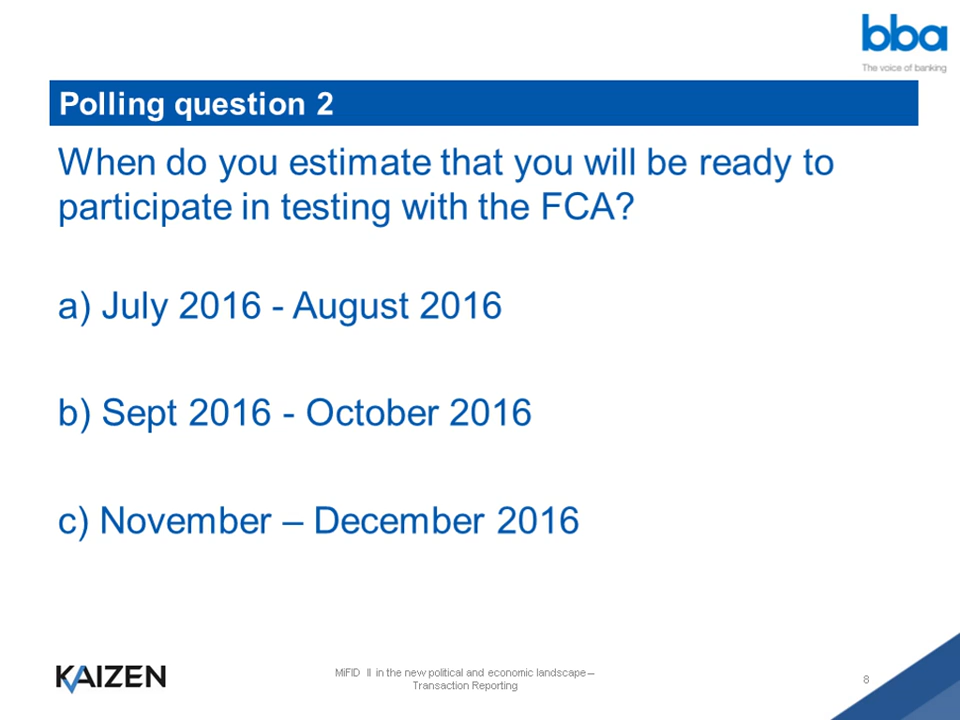 bba
The voice of banking
Polling question 2
When do you estimate that you will be ready to
participate in testing with the FCA?
a) July 2016 - August 2016
b) Sept 2016 - October 2016
c) November – December 2016
KAIZEN
MiFID II in the new political and economic landscape –
Transaction Reporting
8